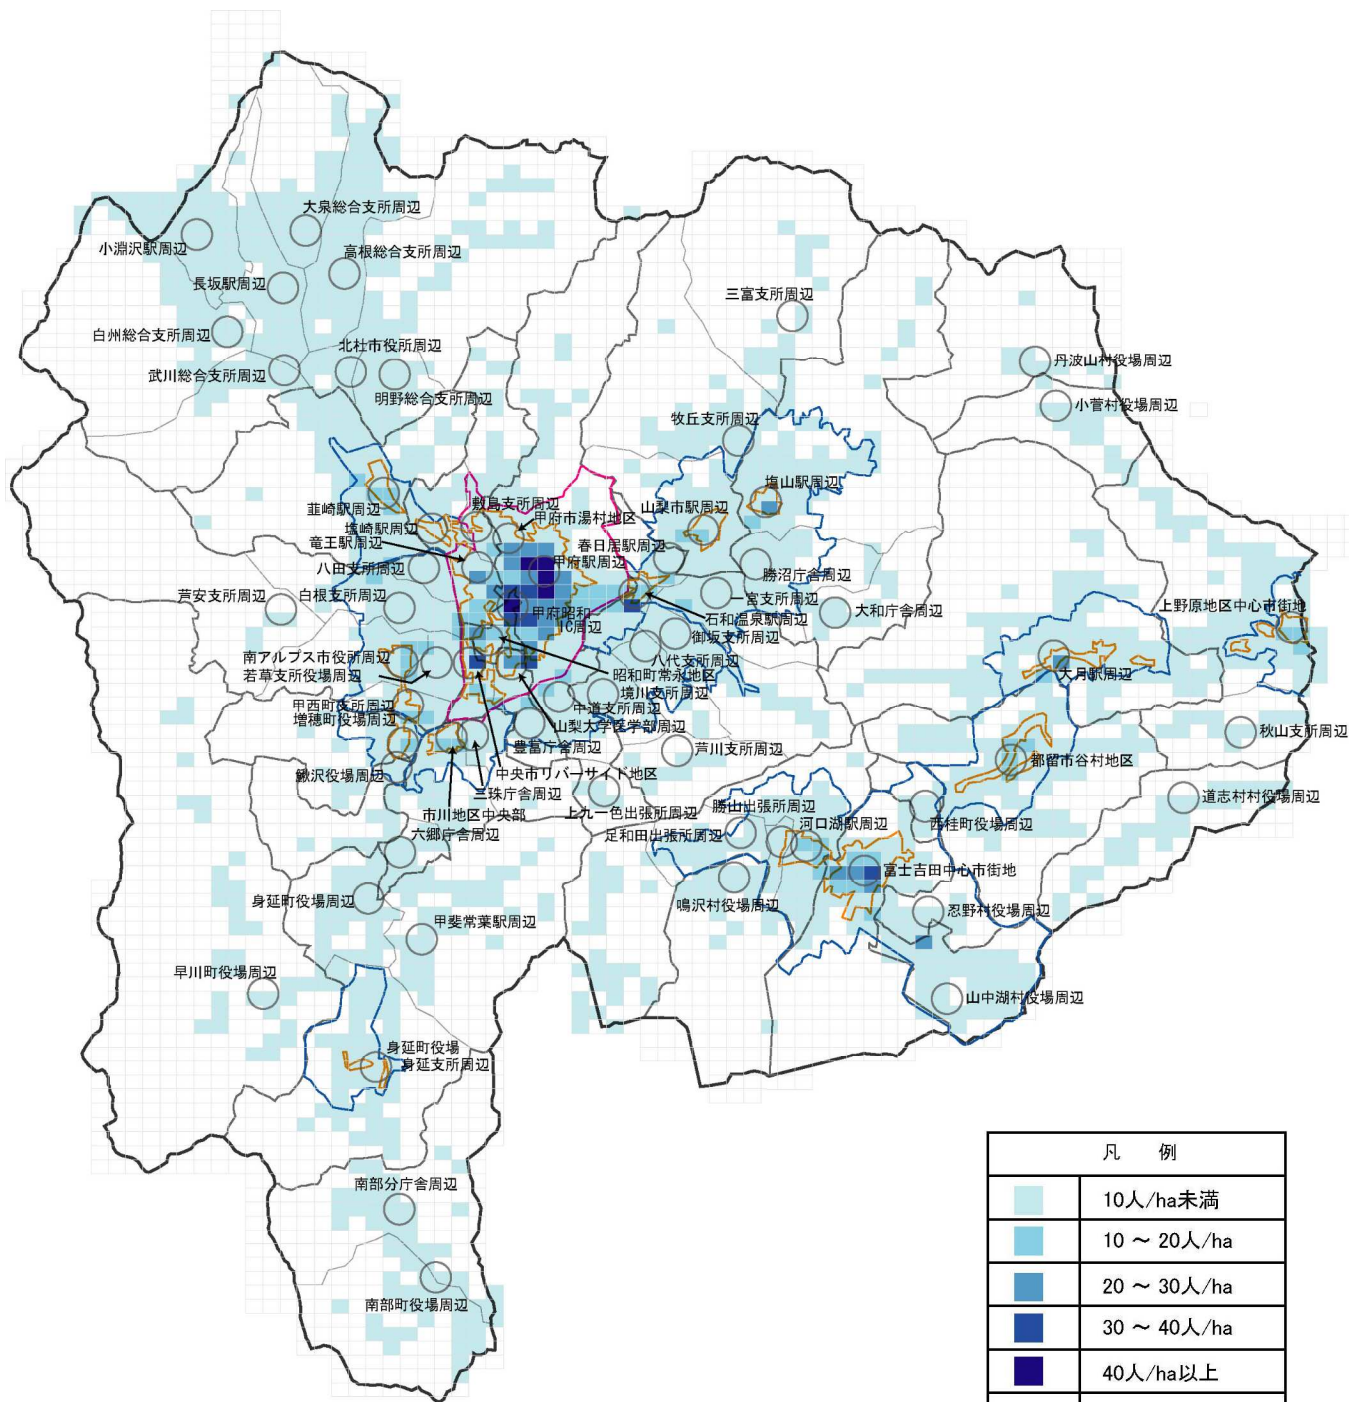 大泉総合支所周辺
小淵沢駅周辺
高根総合支所周辺
長坂駅周辺
三富支所周辺
白州総合支所周辺
北杜市役所周辺
丹波山村役場周辺
武川総合支所周辺
明野総合支所周辺
小菅村役場周辺
牧丘支所周辺
塩山駅周辺
韮崎駅周辺
敷島支所周辺
山梨市駅周辺
甲府市湯村地区
塩崎駅周辺
竜王駅周辺
春日居駅周辺
八田支所周辺
甲府駅周辺
勝沼庁舎周辺
芦安支所周辺
白根支所周辺
一宮支所周辺
大和庁舎周辺
甲府昭和
IC周辺
石和温泉駅周辺
上野原地区中心市街地
御坂支所周辺
南アルプス市役所周辺
八代支所周辺
若草支所役場周辺
昭和町常永地区
大月駅周辺
境川支所周辺
甲西町支所周辺
中道支所周辺
増穂町役場周辺
山梨大学医学部周辺
秋山支所周辺
豊富庁舎周辺
芦川支所周辺
都留市谷村地区
鰍沢役場周辺
中央市リバーサイド地区
三珠庁舎周辺
道志村村役場周辺
市川地区中央部
上九一色出張所周辺
勝山出張所周辺
西桂町役場周辺
六郷庁舎周辺
足和田出張所周辺
河口湖駅周辺
富士吉田中心市街地
身延町役場周辺
鳴沢村役場周辺
忍野村役場周辺
甲斐常葉駅周辺
早川町役場周辺
山中湖村役場周辺
身延町役場
身延支所周辺
南部分庁舎周辺
南部町役場周辺
凡 例
10人/ha未満
10 ～ 20人/ha
20 ～ 30人/ha
30 ～ 40人/ha
40人/ha以上